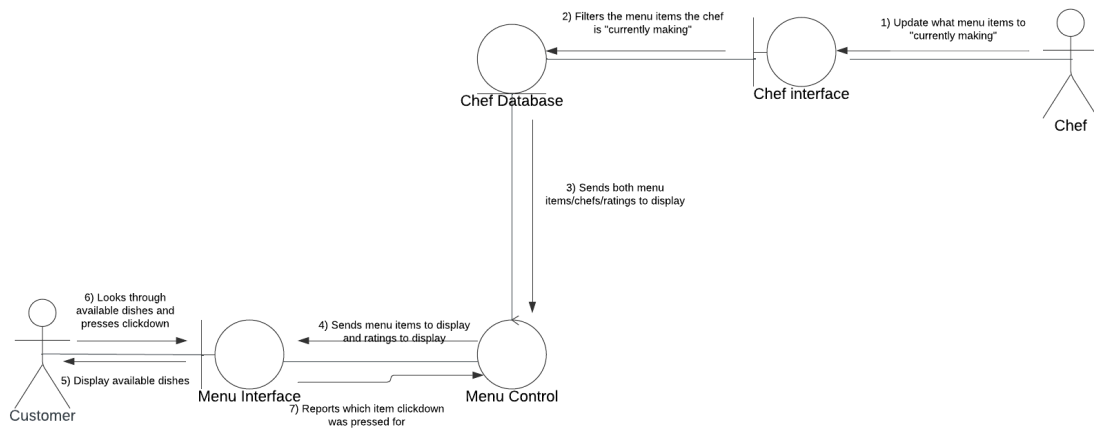 2) Filters the menu items the chef
is "currently making"
1) Update what menu items to
"currently making"
Chef Database
Chef interface
Chef
3) Sends both menu
items/chefs/ratings to display
6) Looks through
available dishes and
presses clickdown
4) Sends menu items to display
and ratings to display
5) Display available dishes
Menu Interface
Menu Control
Customer
7) Reports which item clickdown
was pressed for